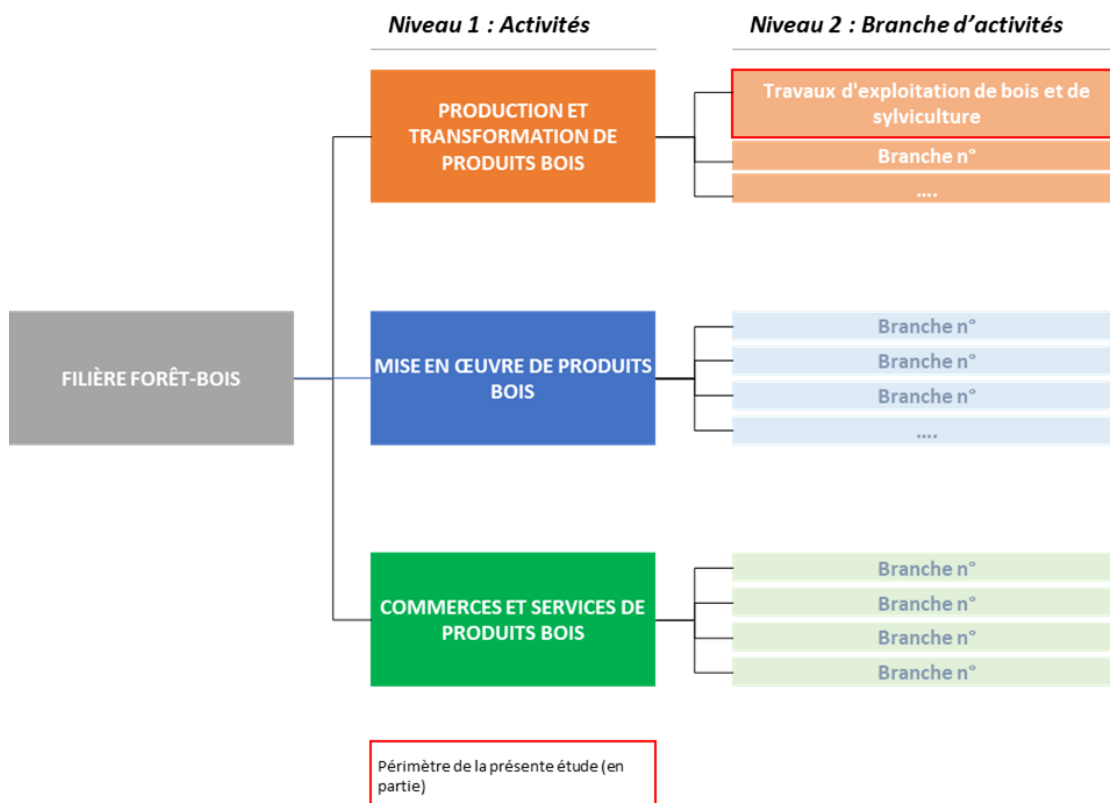 Niveau 1 : Activités
Niveau 2 : Branche d’activités
PRODUCTION ET
TRANSFORMATION DE
PRODUITS BOIS
Travaux d'exploitation de bois et de
sylviculture
Branche n°
....
FILIÈRE FORÊT-BOIS
MISE EN ŒUVRE DE PRODUITS
BOIS
Branche n°
Branche n°
Branche n°
....
COMMERCES ET SERVICES DE
PRODUITS BOIS
Branche n°
Branche n°
Branche n°
Branche n°
Périmètre de la présente étude (en
partie)